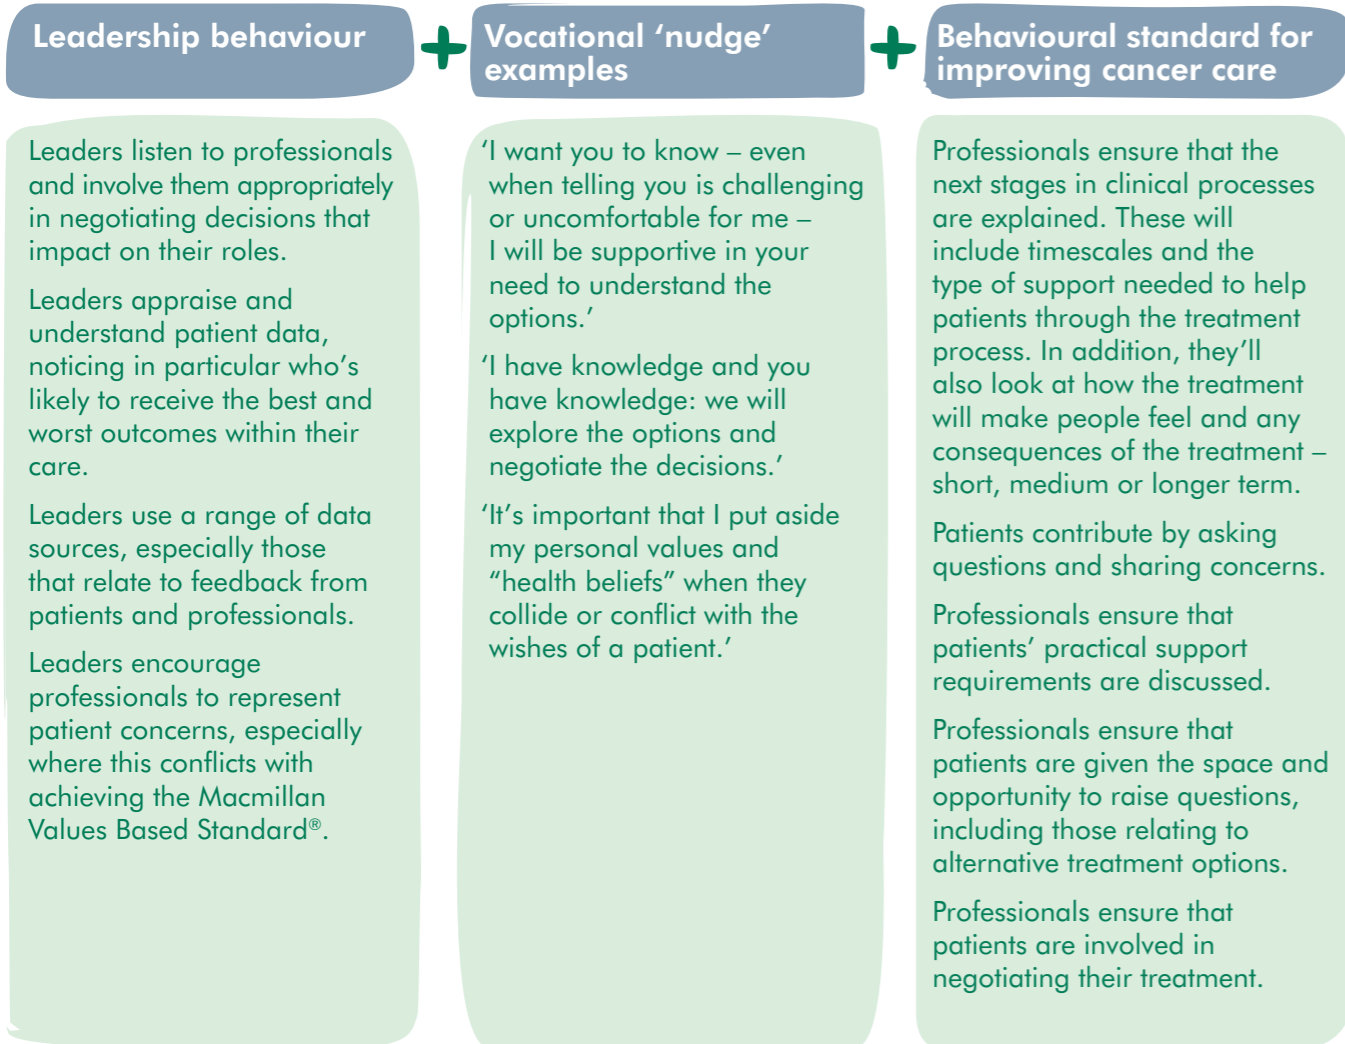 Leadership behaviour
+
Vocational ‘nudge’
examples
+
Behavioural standard for
improving cancer care
Leaders listen to professionals
and involve them appropriately
in negotiating decisions that
impact on their roles.
Leaders appraise and
understand patient data,
noticing in particular who’s
likely to receive the best and
worst outcomes within their
care.
Leaders use a range of data
sources, especially those
that relate to feedback from
patients and professionals.
Leaders encourage
professionals to represent
patient concerns, especially
where this conflicts with
achieving the Macmillan
Values Based Standard®.
‘I want you to know – even
when telling you is challenging
or uncomfortable for me –
I will be supportive in your
need to understand the
options.’
‘I have knowledge and you
have knowledge: we will
explore the options and
negotiate the decisions.’
‘It’s important that I put aside
my personal values and
“health beliefs” when they
collide or conflict with the
wishes of a patient.’
Professionals ensure that the
next stages in clinical processes
are explained. These will
include timescales and the
type of support needed to help
patients through the treatment
process. In addition, they’ll
also look at how the treatment
will make people feel and any
consequences of the treatment –
short, medium or longer term.
Patients contribute by asking
questions and sharing concerns.
Professionals ensure that
patients’ practical support
requirements are discussed.
Professionals ensure that
patients are given the space and
opportunity to raise questions,
including those relating to
alternative treatment options.
Professionals ensure that
patients are involved in
negotiating their treatment.